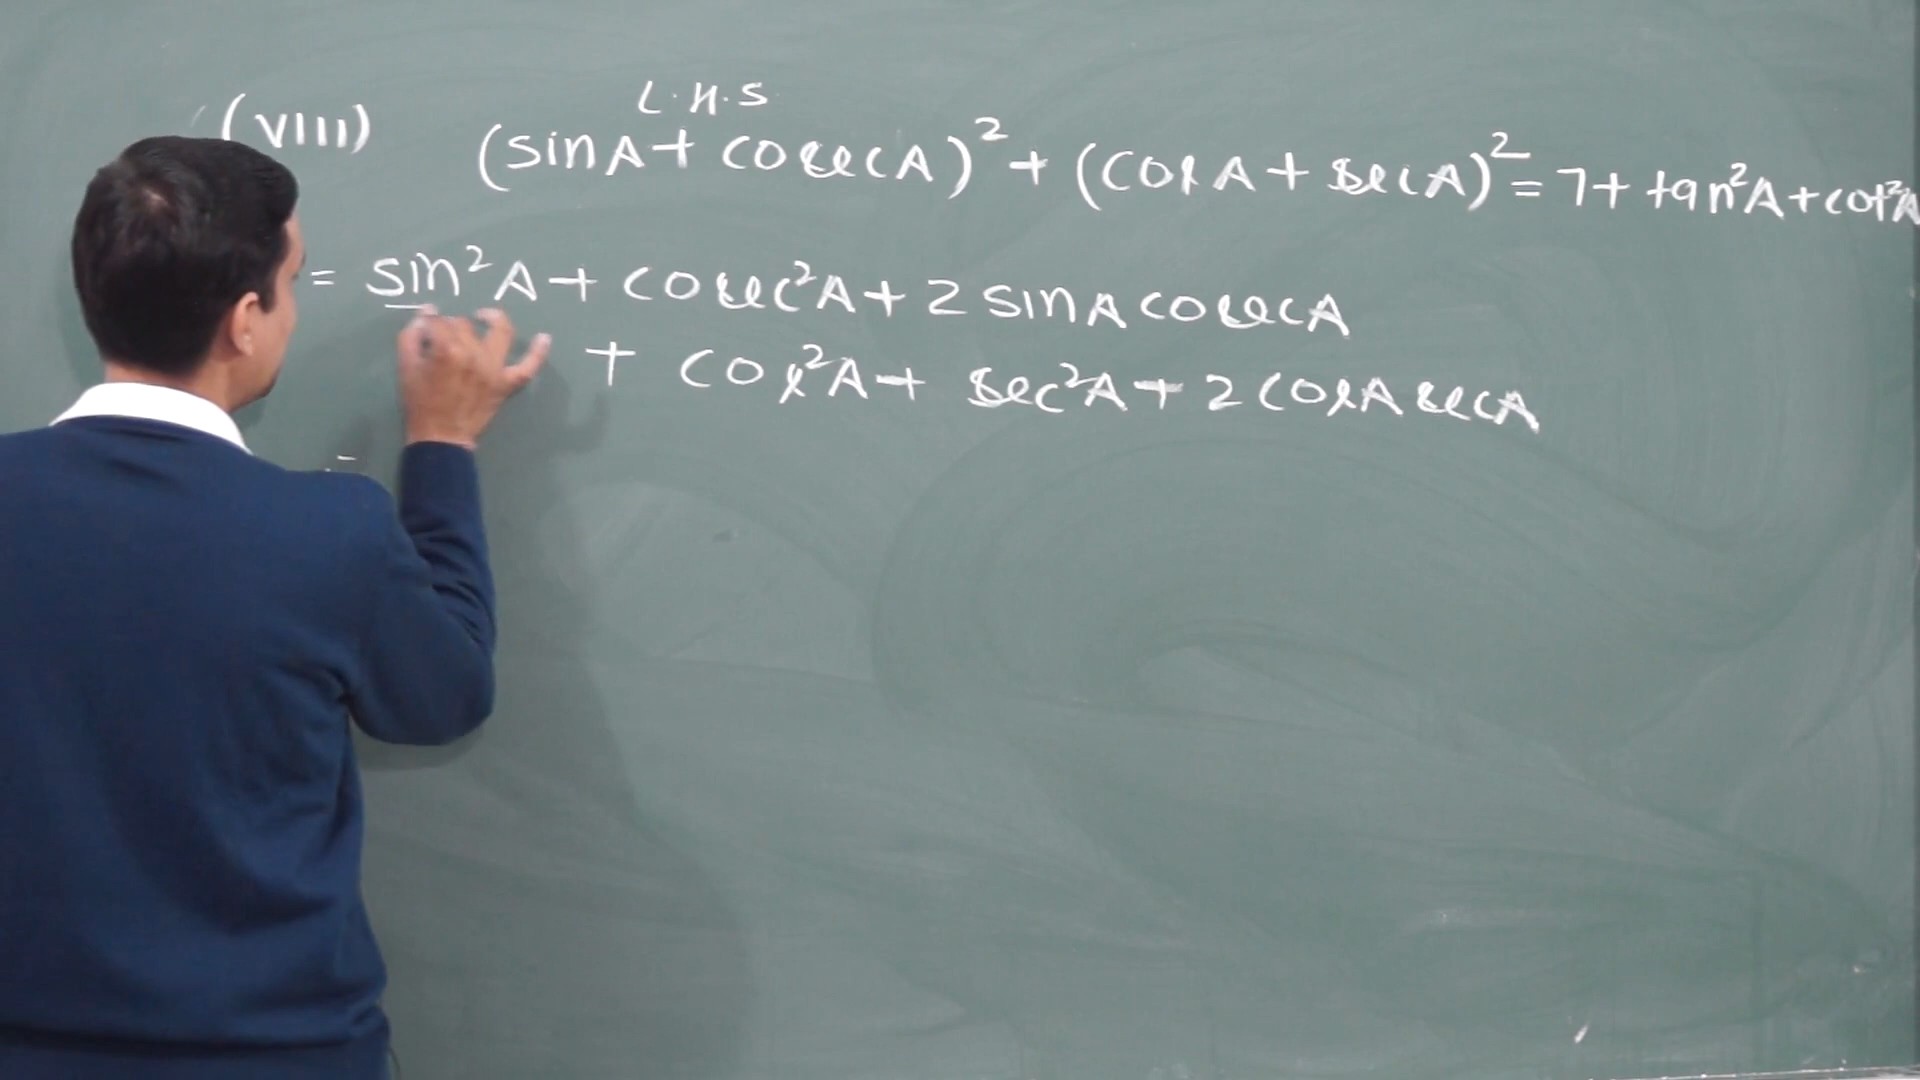 L.H.S
(VIII) (sinA + cosecA)² + (cosA + secA)² = 7 + tan²A + cot²A
= sin²A + cosec²A + 2 sinA cosecA
+ cos²A + sec²A + 2 cosA secA
=